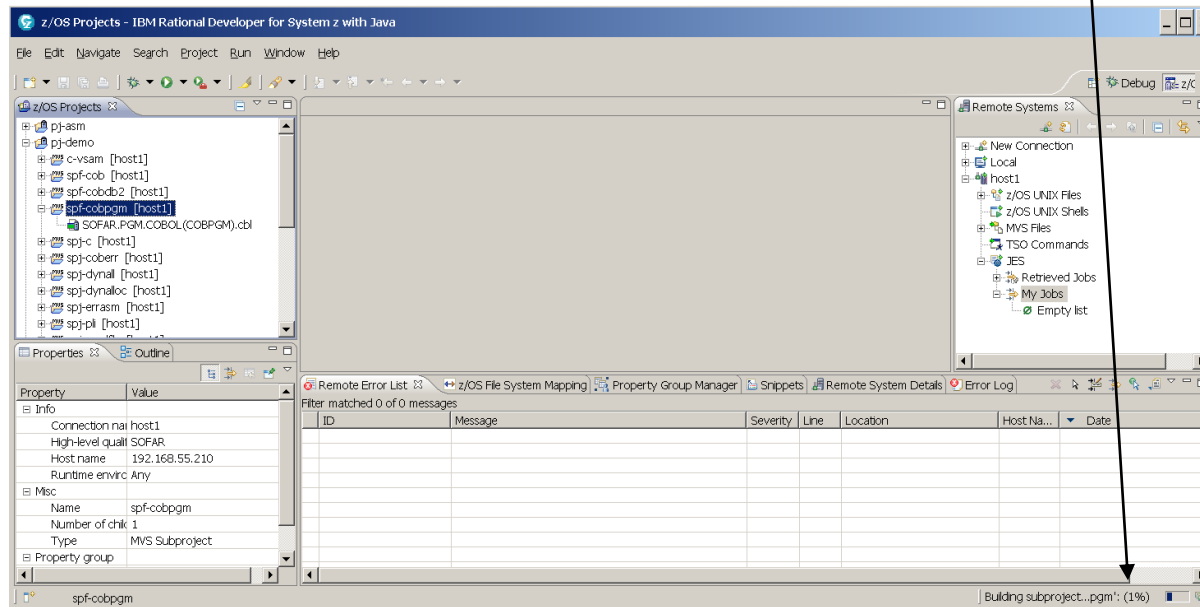 z/OS Projects - IBM Rational Developer for System z with Java
File Edit Navigate Search Project Run Window Help
Debug z/O
z/OS Projects
pj-asm
pj-demo
c-vsam [host1]
spf-cob [host1]
spf-cobdb2 [host1]
spf-cobpgm [host1]
SOFAR.PGM.COBOL(COBPGM).cbl
spj-c [host1]
spj-coberr [host1]
spj-dynall [host1]
spj-dynalloc [host1]
spj-errasm [host1]
spj-pli [host1]
Remote Systems
New Connection
Local
host1
z/OS UNIX Files
z/OS UNIX Shells
MVS Files
TSO Commands
JES
Retrieved Jobs
My Jobs
Empty list
Properties Outline
Property Value
Info
Connection nai host1
High-level qualit SOFAR
Host name 192.168.55.210
Runtime envirc Any
Misc
Name spf-cobpgm
Number of chilc 1
Type MVS Subproject
Property group
Remote Error List z/OS File System Mapping Property Group Manager Snippets Remote System Details Error Log
Filter matched 0 of 0 messages
ID Message Severity Line Location Host Na... Date
spf-cobpgm
Building subproject...pgm': (1%)